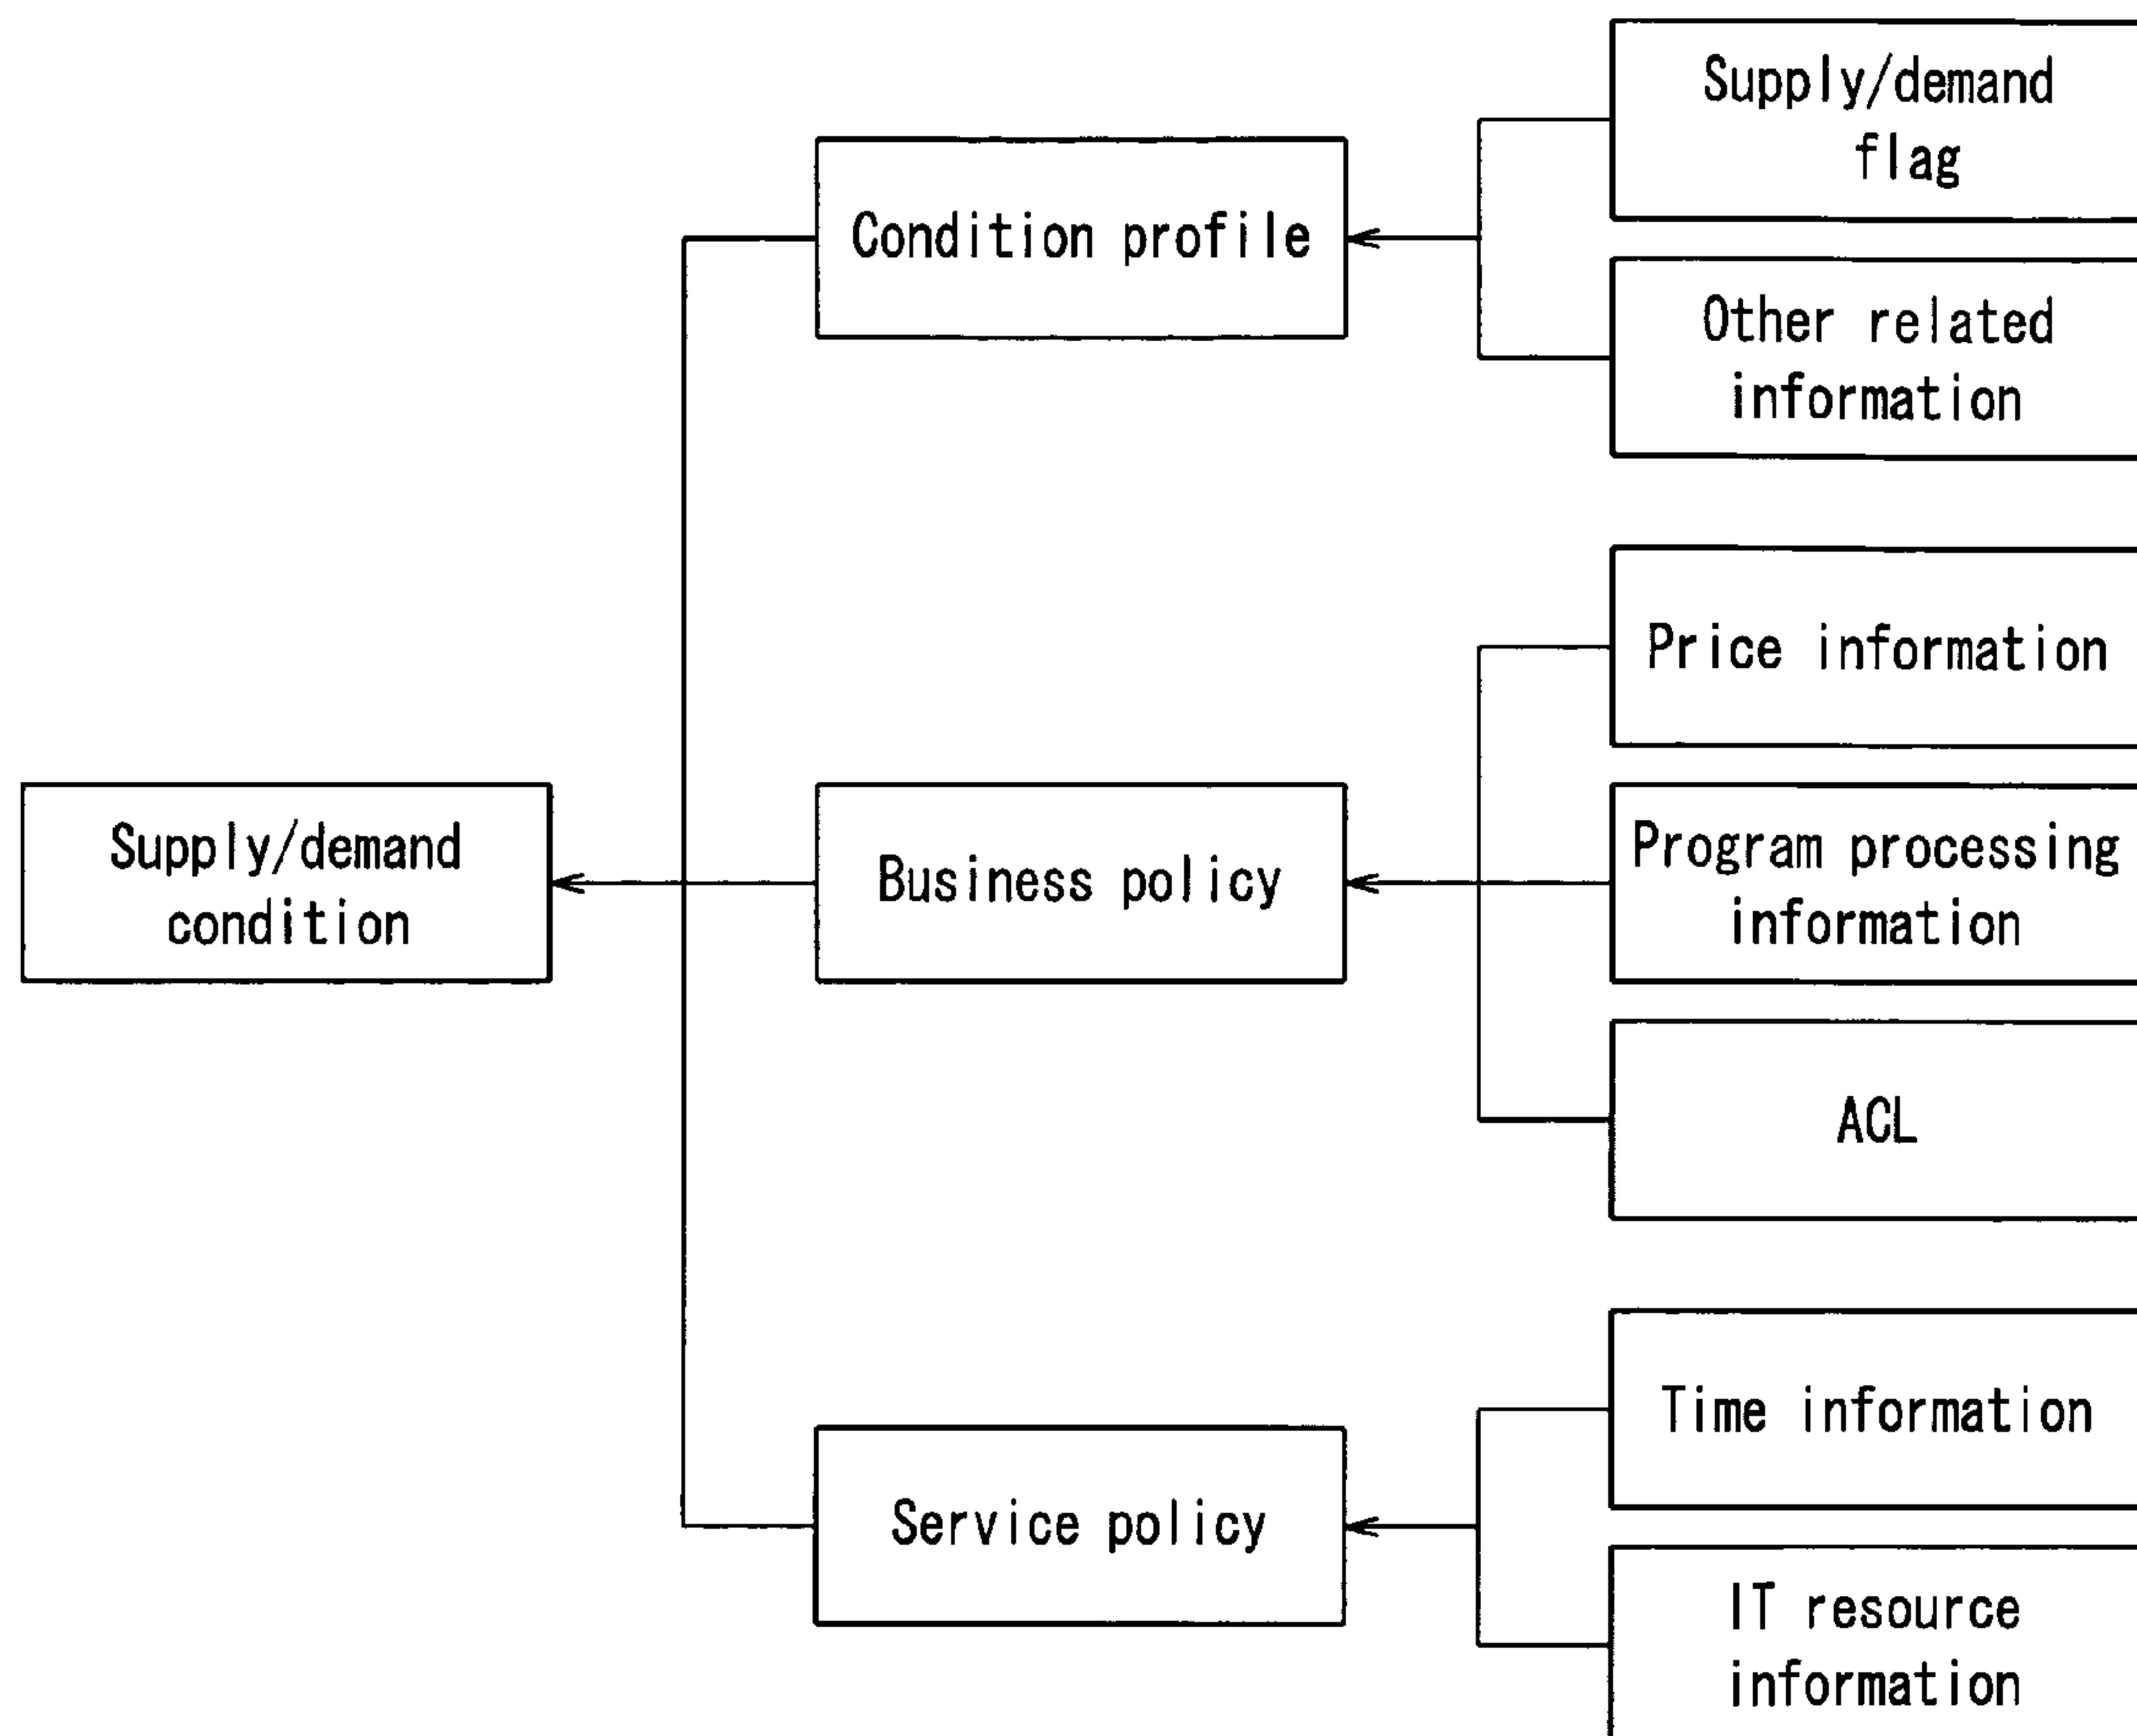 Supply/demand
flag
Condition profile
Other related
information
Price information
Supply/demand
condition
Business policy
Program processing
information
ACL
Time information
Service policy
IT resource
information